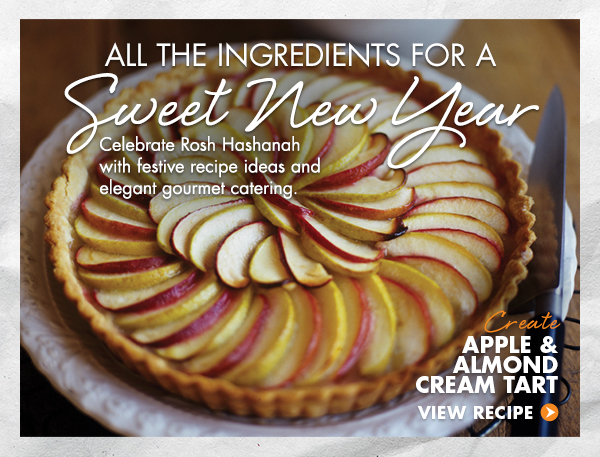 ALL THE INGREDIENTS FOR A
Sweet New Year
Celebrate Rosh Hashanah
with festive recipe ideas and
elegant gourmet catering.
Create
APPLE &
ALMOND
CREAM TART
VIEW RECIPE